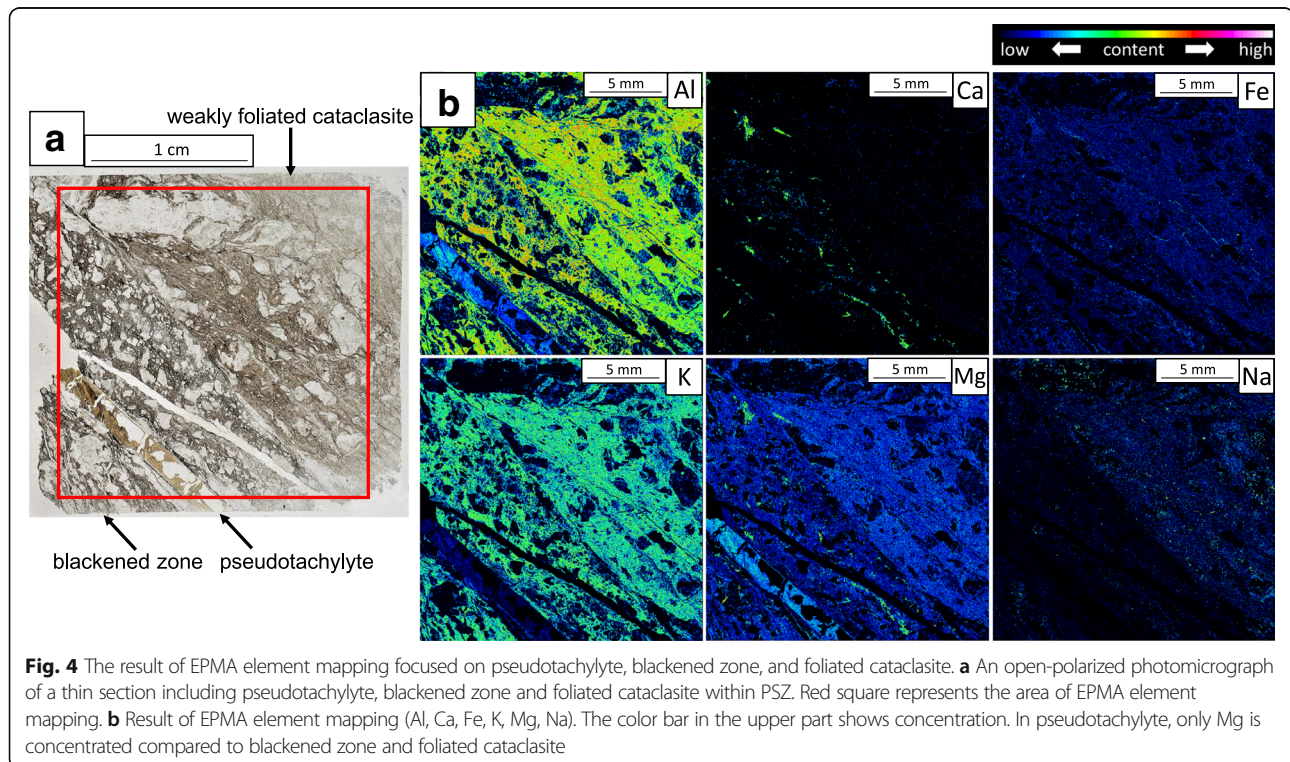 low ← content → high
a
1 cm
weakly foliated cataclasite
blackened zone
pseudotachylyte
b
5 mm Al
5 mm Ca
5 mm Fe
5 mm K
5 mm Mg
5 mm Na
Fig. 4 The result of EPMA element mapping focused on pseudotachylyte, blackened zone, and foliated cataclasite. a An open-polarized photomicrograph
of a thin section including pseudotachylyte, blackened zone and foliated cataclasite within PSZ. Red square represents the area of EPMA element
mapping. b Result of EPMA element mapping (Al, Ca, Fe, K, Mg, Na). The color bar in the upper part shows concentration. In pseudotachylyte, only Mg is
concentrated compared to blackened zone and foliated cataclasite